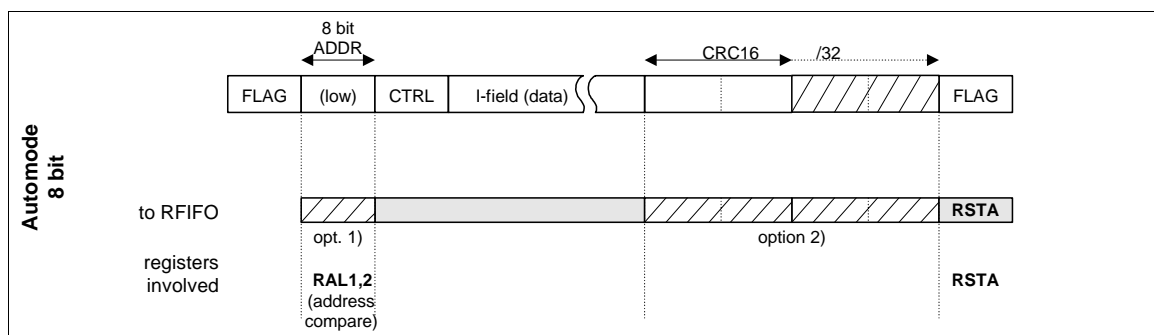 8 bit
ADDR
CRC16 /32
FLAG (low) CTRL I-field (data) FLAG
Automode
8 bit
to RFIFO RSTA
opt. 1) option 2)
registers
involved
RAL1,2 RSTA
(address
compare)